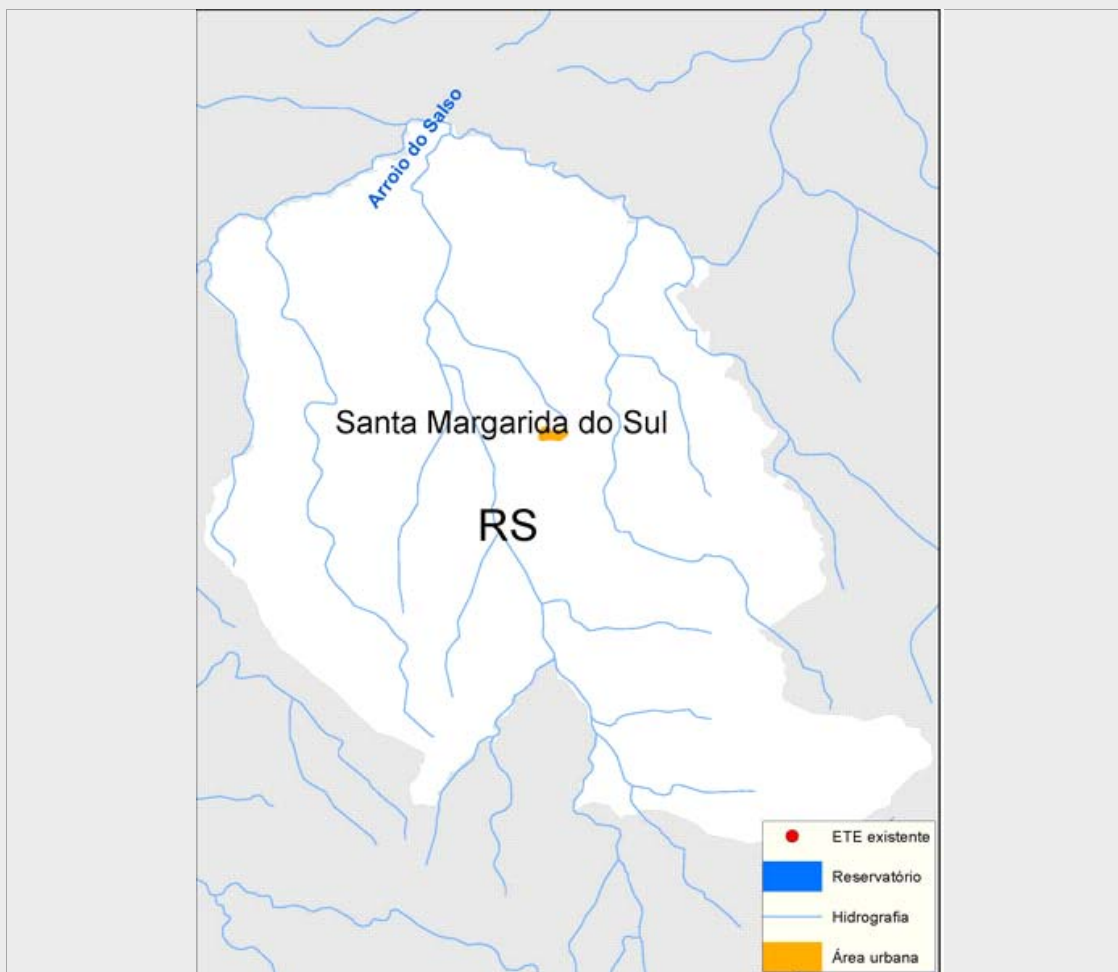 Arroio do Salso
Santa Margarida do Sul
RS
ETE existente
Reservatório
Hidrografia
Área urbana